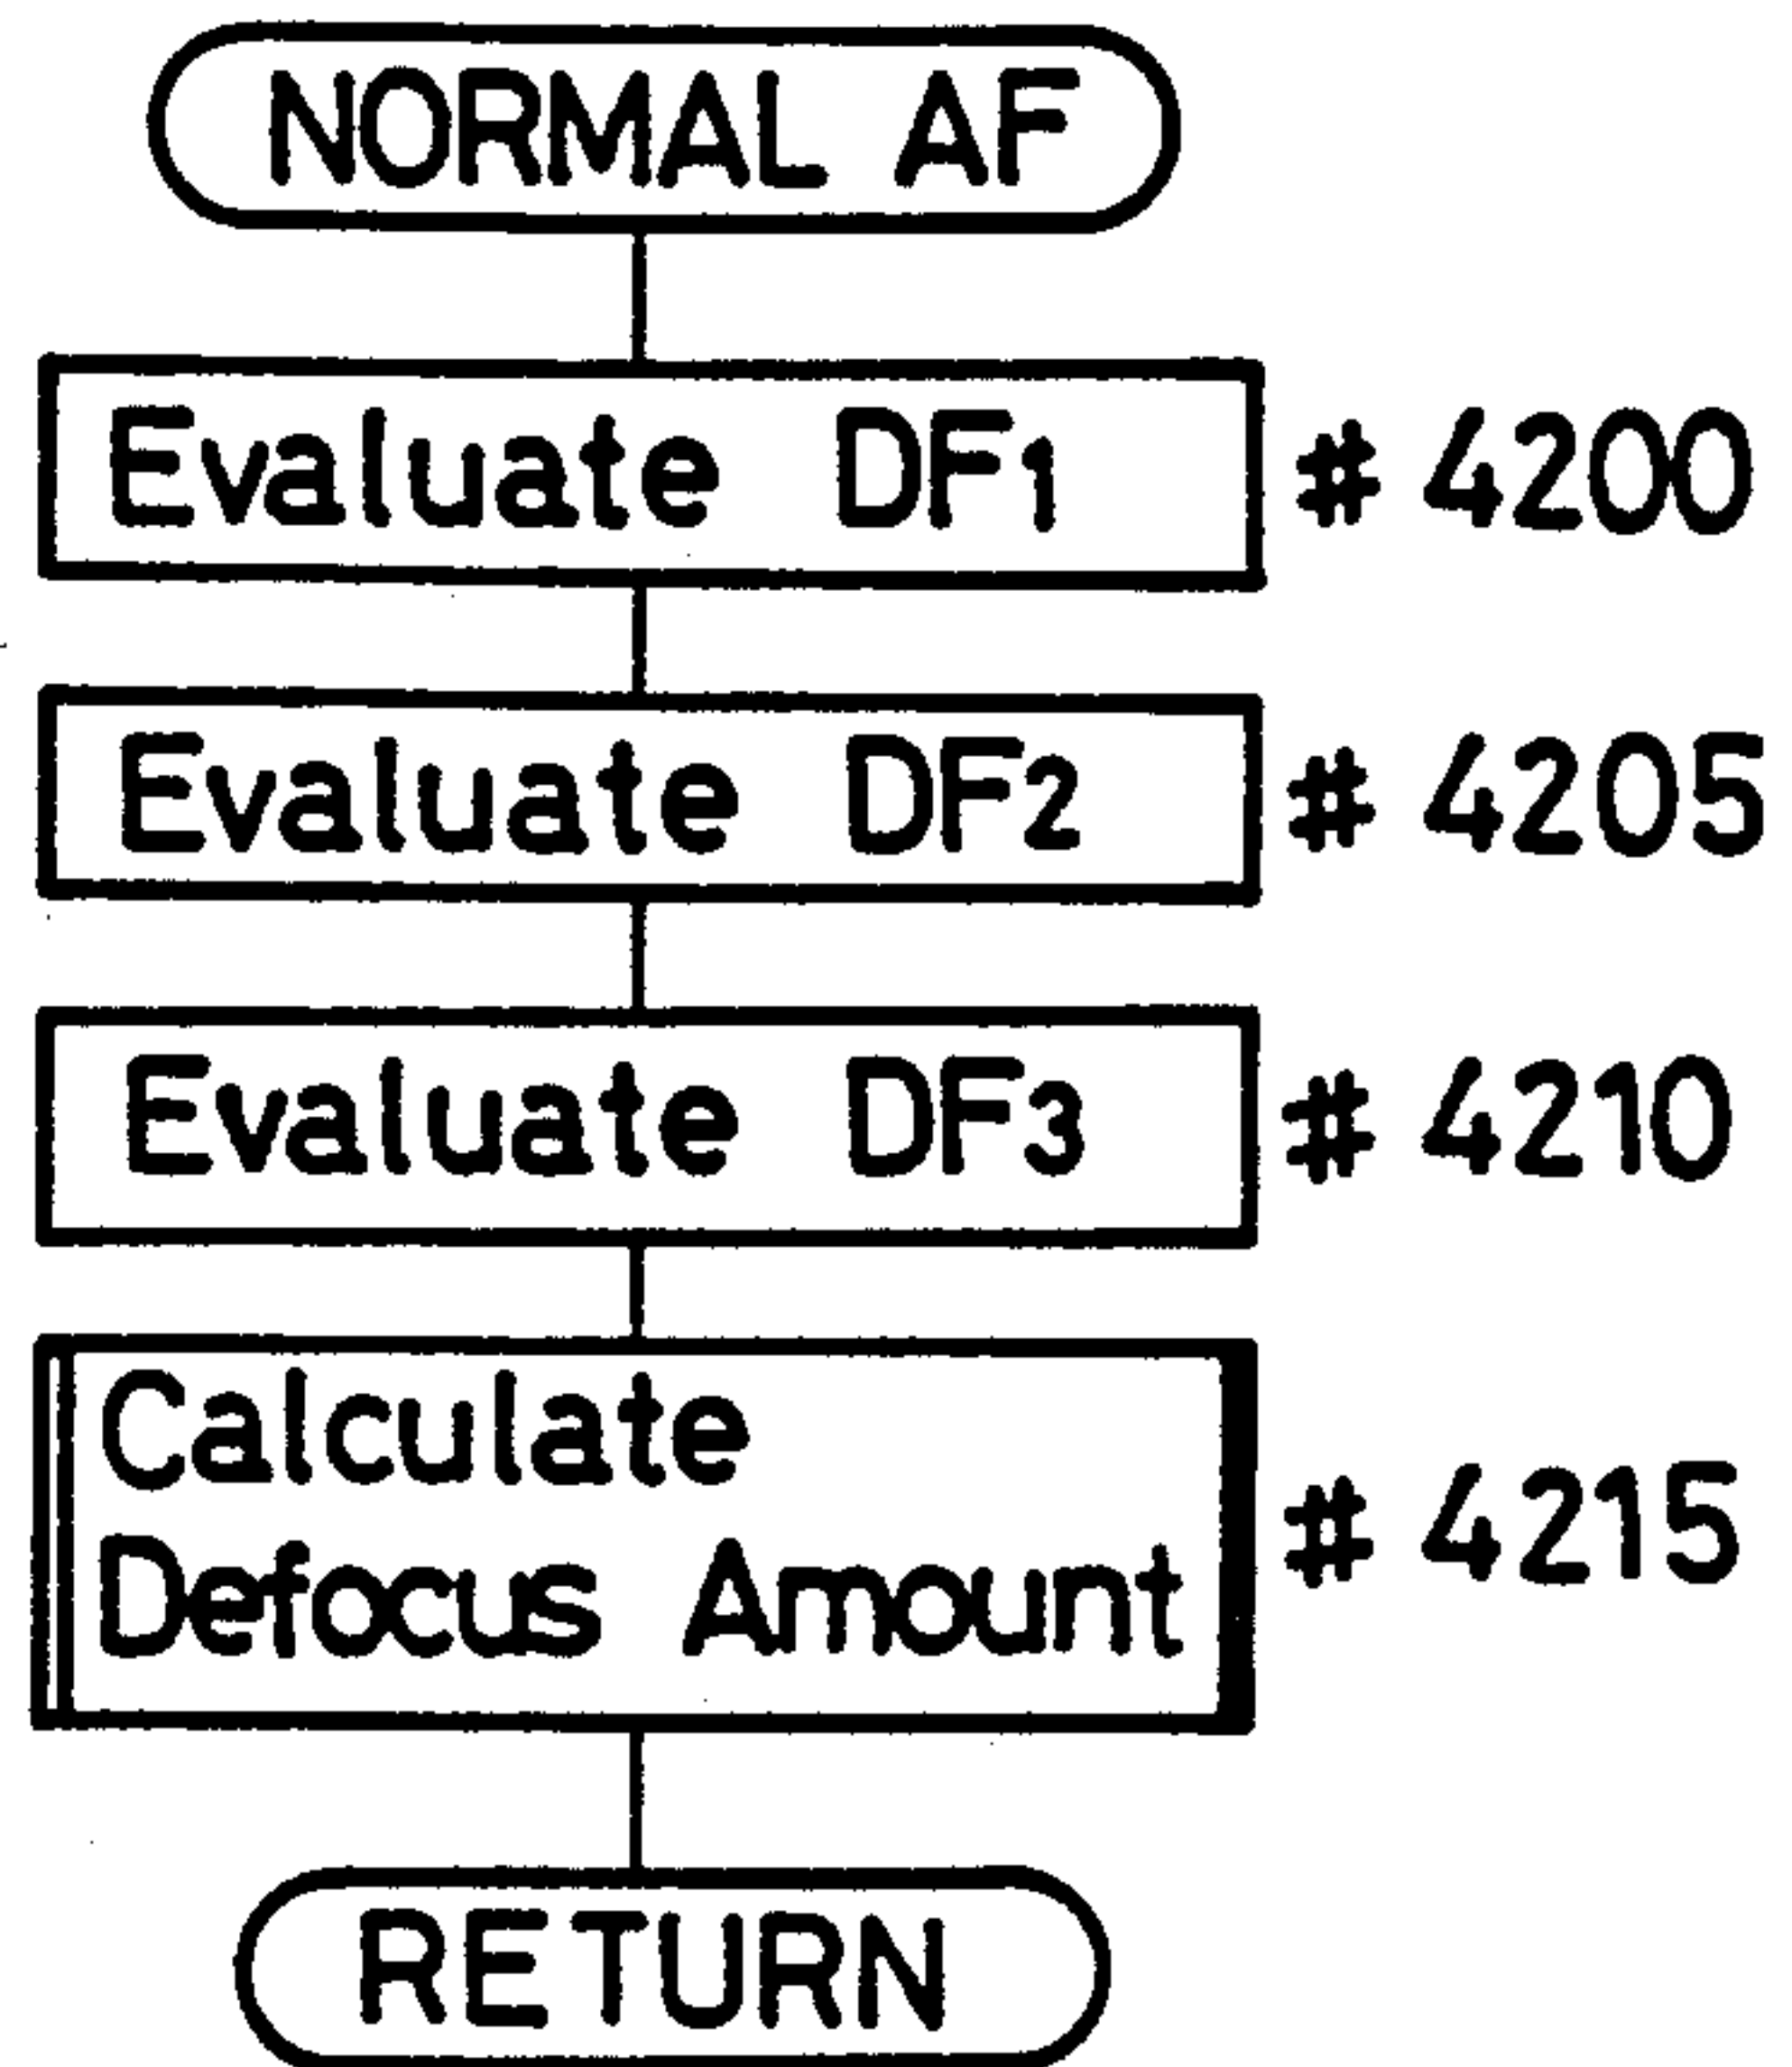 NORMAL AF
Evaluate DF1 # 4200
Evaluate DF2 # 4205
Evaluate DF3 # 4210
Calculate
Defocus Amount # 4215
RETURN